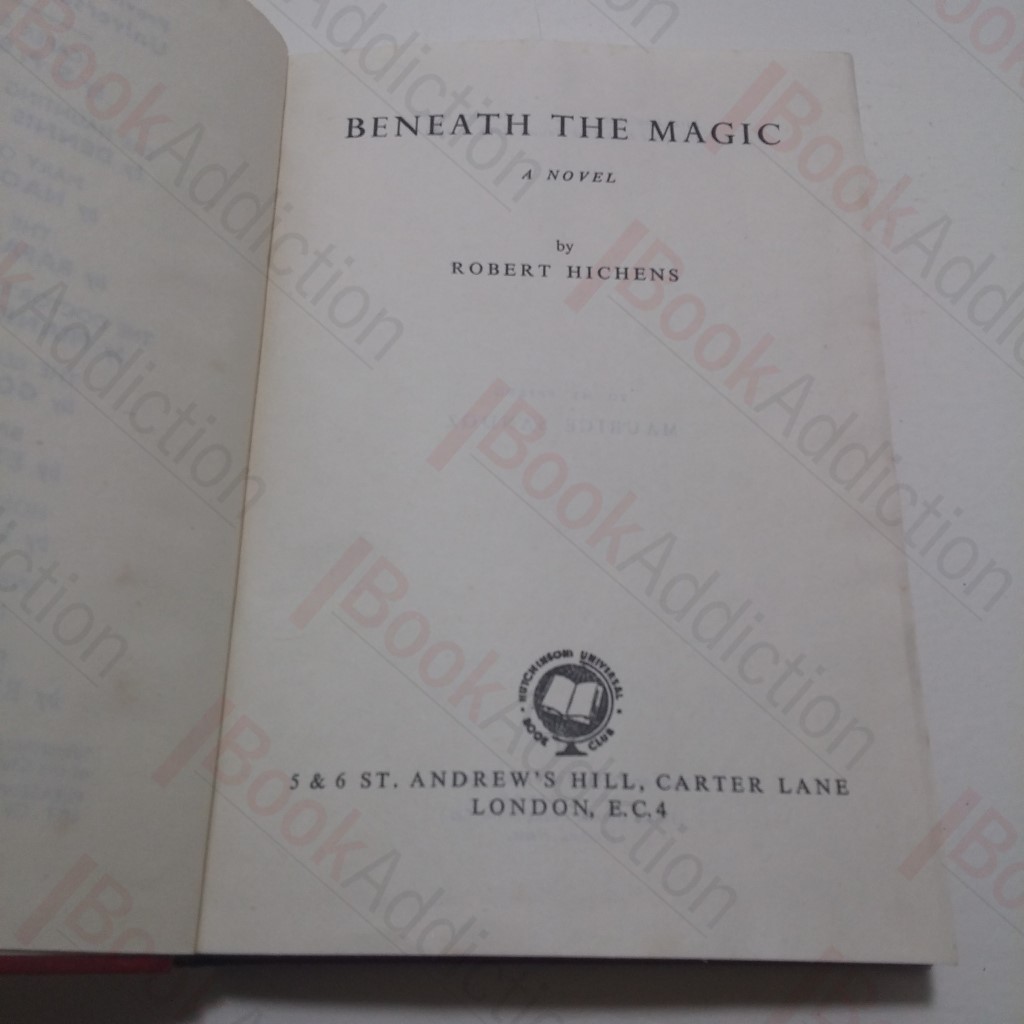 BENEATH THE MAGIC
A NOVEL
by
ROBERT HICHENS
HUTCHINSON UNIVERSAL
BOOK CLUB
5 & 6 ST. ANDREW'S HILL, CARTER LANE
LONDON, E.C.4
BookAddiction